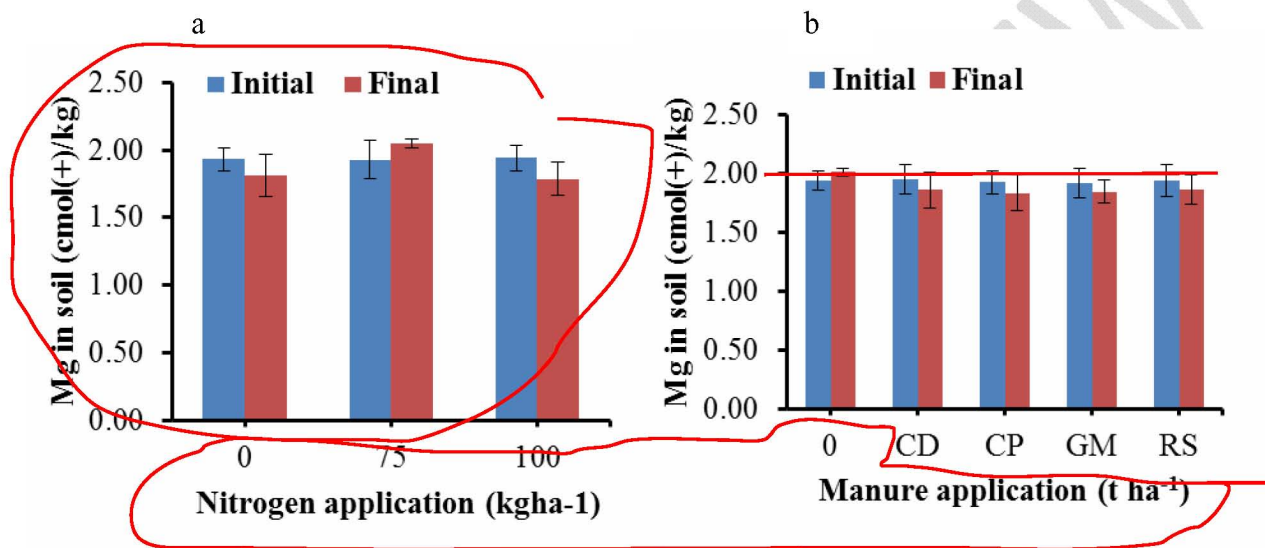 a
Initial Final
2.50
2.00
1.50
1.00
0.50
0.00
Mg in soil (cmol(+)/kg)
0 75 100
Nitrogen application (kgha-1)
b
Initial Final
2.50
2.00
1.50
1.00
0.50
0.00
Mg in soil (cmol(+)/kg)
0 CD CP GM RS
Manure application (t ha⁻¹)